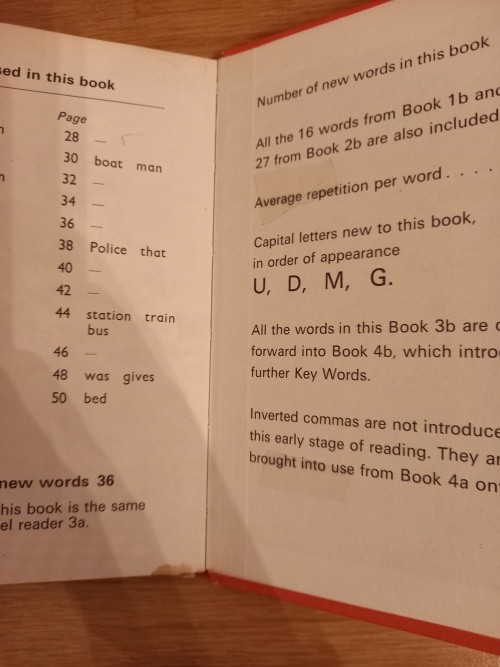 sed in this book
Page
28 —
30 boat man
32 —
34 —
36 —
38 Police that
40 —
42 —
44 station train
bus
46 —
48 was gives
50 bed
new words 36
his book is the same
el reader 3a.
Number of new words in this book
All the 16 words from Book 1b and
27 from Book 2b are also included
Average repetition per word . . . .
Capital letters new to this book,
in order of appearance
U, D, M, G.
All the words in this Book 3b are c
forward into Book 4b, which intro
further Key Words.
Inverted commas are not introduce
this early stage of reading. They ar
brought into use from Book 4a on